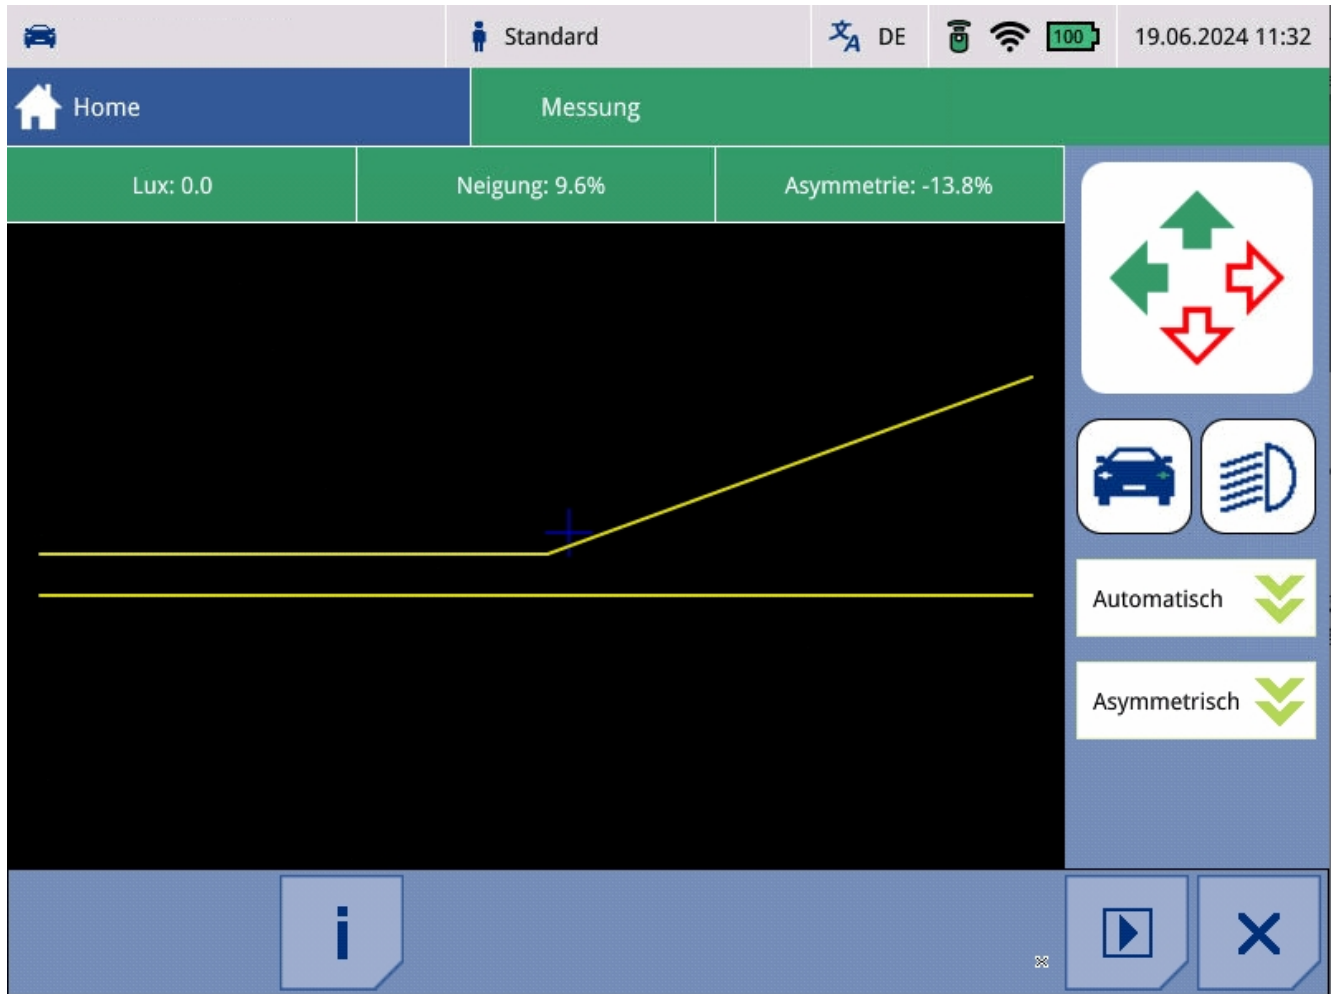 Standard
DE
100
19.06.2024 11:32
Home
Messung
Lux: 0.0
Neigung: 9.6%
Asymmetrie: -13.8%
Automatisch
Asymmetrisch
i